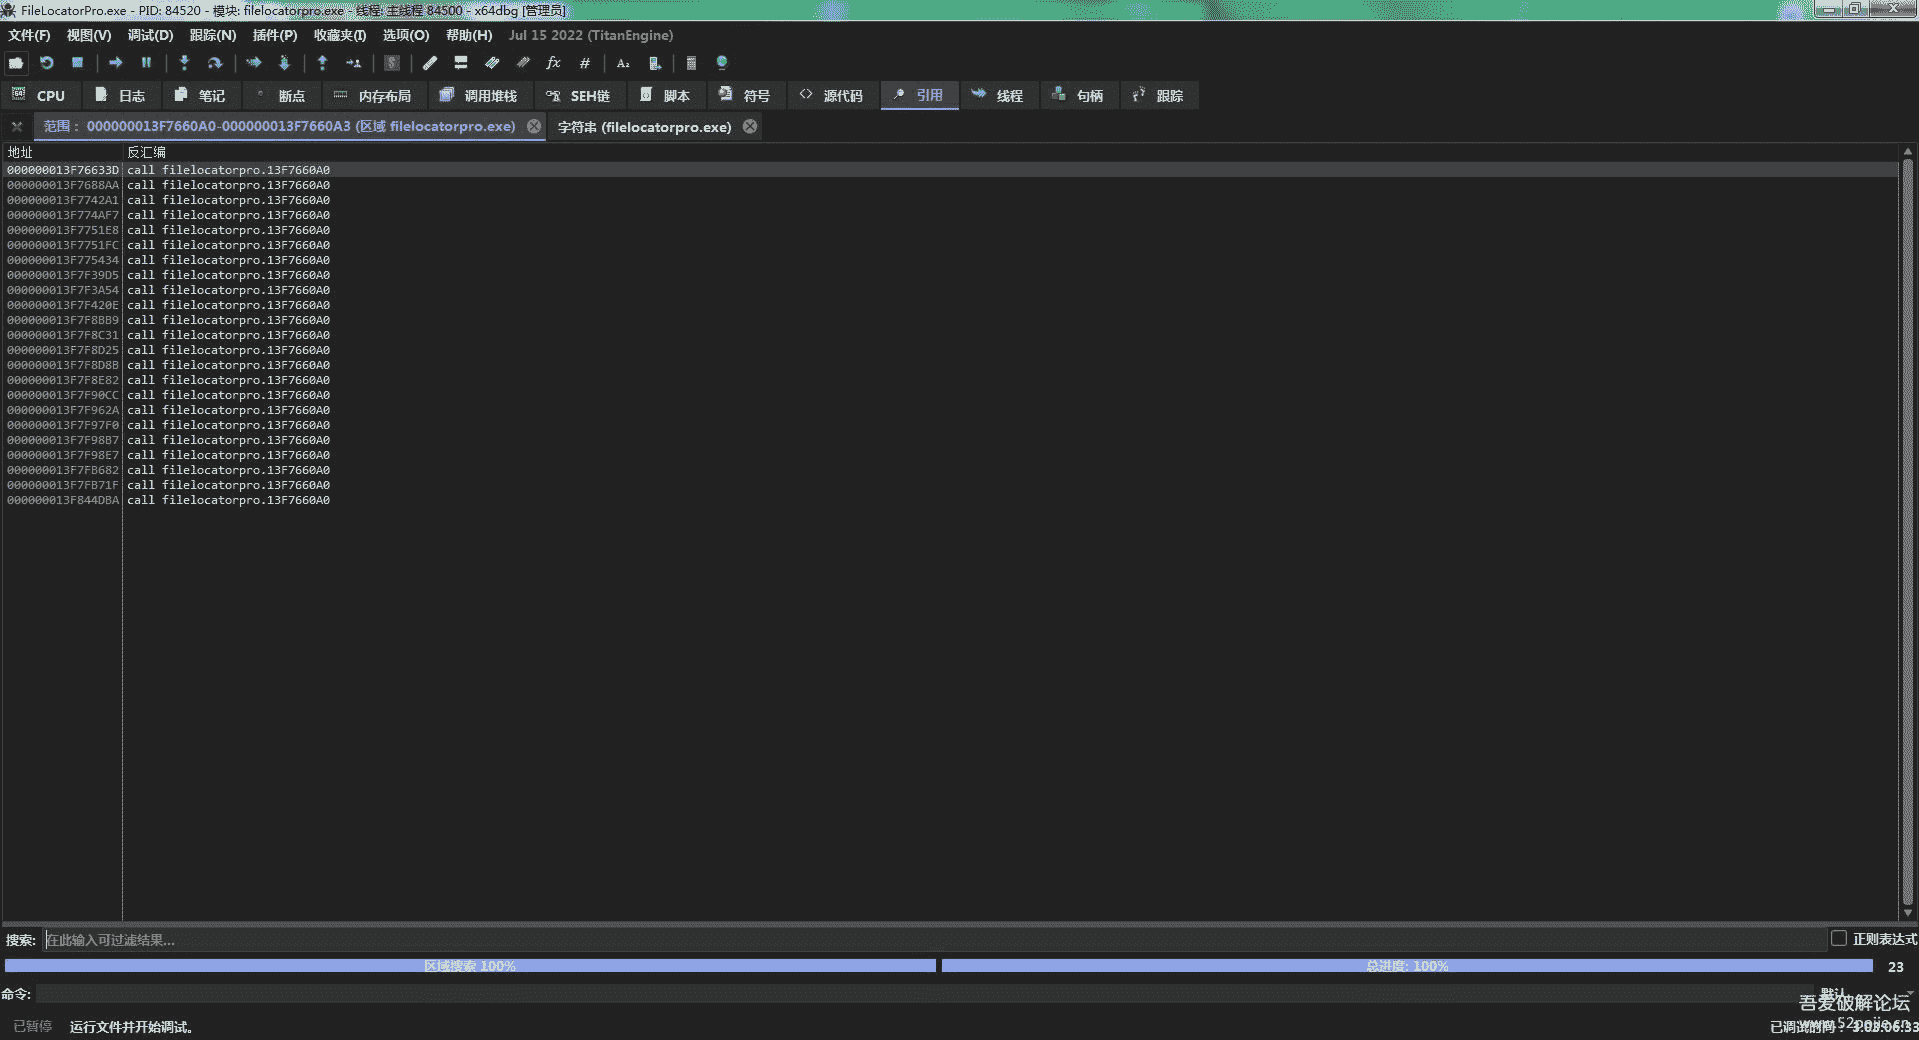 FileLocatorPro.exe - PID: 84520 - 模块: filelocatorpro.exe - 线程: 主线程 84500 - x64dbg [管理员]
文件(F) 视图(V) 调试(D) 跟踪(N) 插件(P) 收藏夹(I) 选项(O) 帮助(H) Jul 15 2022 (TitanEngine)
CPU 日志 笔记 断点 内存布局 调用堆栈 SEH链 脚本 符号 源代码 引用 线程 句柄 跟踪
范围： 000000013F7660A0-000000013F7660A3 (区域 filelocatorpro.exe) 字符串 (filelocatorpro.exe)
地址 反汇编
000000013F76633D call filelocatorpro.13F7660A0
000000013F7688AA call filelocatorpro.13F7660A0
000000013F7742A1 call filelocatorpro.13F7660A0
000000013F774AF7 call filelocatorpro.13F7660A0
000000013F7751E8 call filelocatorpro.13F7660A0
000000013F7751FC call filelocatorpro.13F7660A0
000000013F775434 call filelocatorpro.13F7660A0
000000013F7F39D5 call filelocatorpro.13F7660A0
000000013F7F3A54 call filelocatorpro.13F7660A0
000000013F7F420E call filelocatorpro.13F7660A0
000000013F7F8BB9 call filelocatorpro.13F7660A0
000000013F7F8C31 call filelocatorpro.13F7660A0
000000013F7F8D25 call filelocatorpro.13F7660A0
000000013F7F8D8B call filelocatorpro.13F7660A0
000000013F7F8E82 call filelocatorpro.13F7660A0
000000013F7F90CC call filelocatorpro.13F7660A0
000000013F7F962A call filelocatorpro.13F7660A0
000000013F7F97F0 call filelocatorpro.13F7660A0
000000013F7F98B7 call filelocatorpro.13F7660A0
000000013F7F98E7 call filelocatorpro.13F7660A0
000000013F7FB682 call filelocatorpro.13F7660A0
000000013F7FB71F call filelocatorpro.13F7660A0
000000013F844DBA call filelocatorpro.13F7660A0
搜索: 在此输入可过滤结果... 正则表达式
区域搜索 100% 总进度: 100% 23
命令: 默认
吾爱破解论坛
已暂停 运行文件并开始调试。 3:03:06:33
www.52pojie.cn